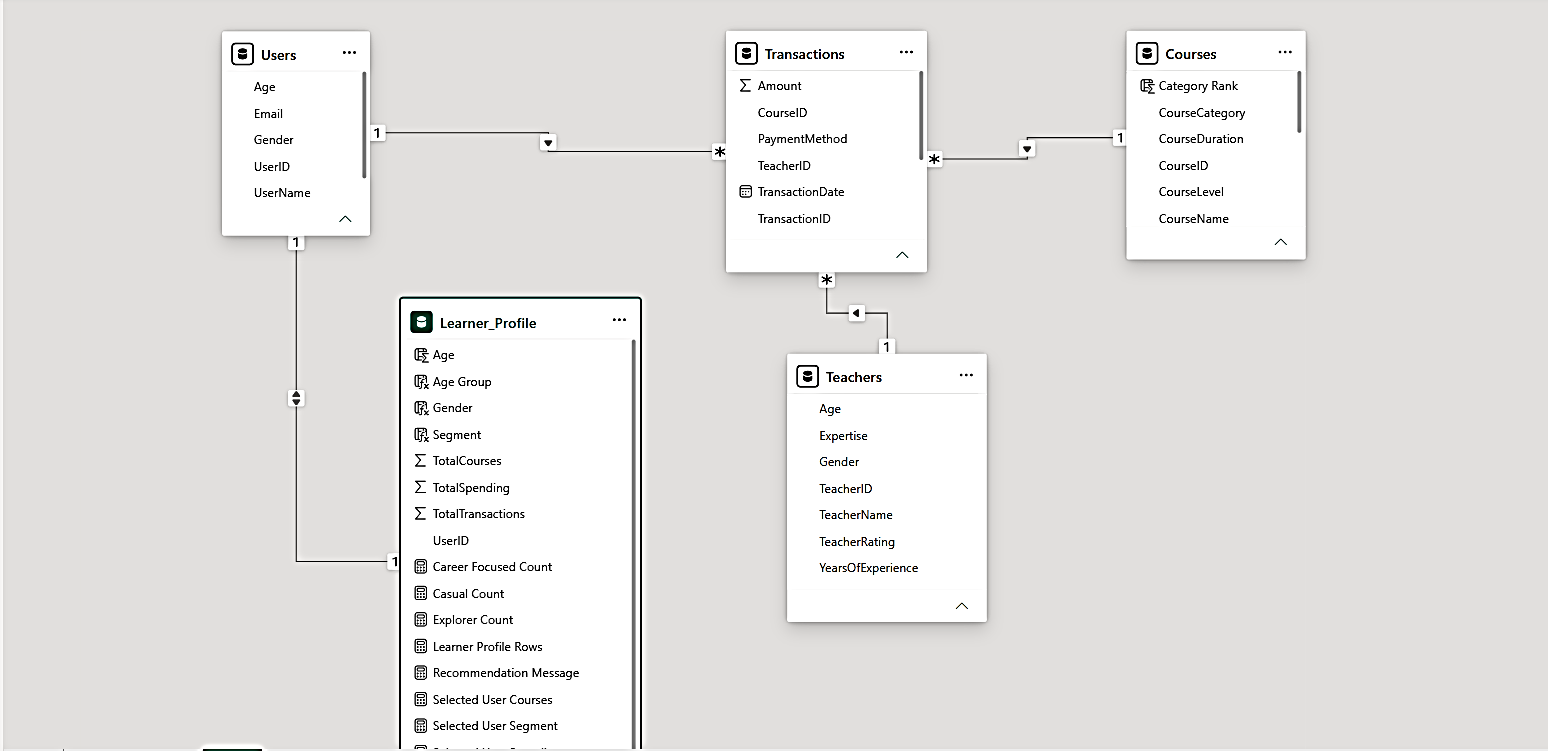 Users
Age
Email
Gender
UserID
UserName
1
*
1
Transactions
Amount
CourseID
PaymentMethod
TeacherID
TransactionDate
TransactionID
*
1
*
Courses
Category Rank
CourseCategory
CourseDuration
CourseID
CourseLevel
CourseName
Learner_Profile
Age
Age Group
Gender
Segment
TotalCourses
TotalSpending
TotalTransactions
UserID
Career Focused Count
Casual Count
Explorer Count
Learner Profile Rows
Recommendation Message
Selected User Courses
Selected User Segment
1
1
Teachers
Age
Expertise
Gender
TeacherID
TeacherName
TeacherRating
YearsOfExperience